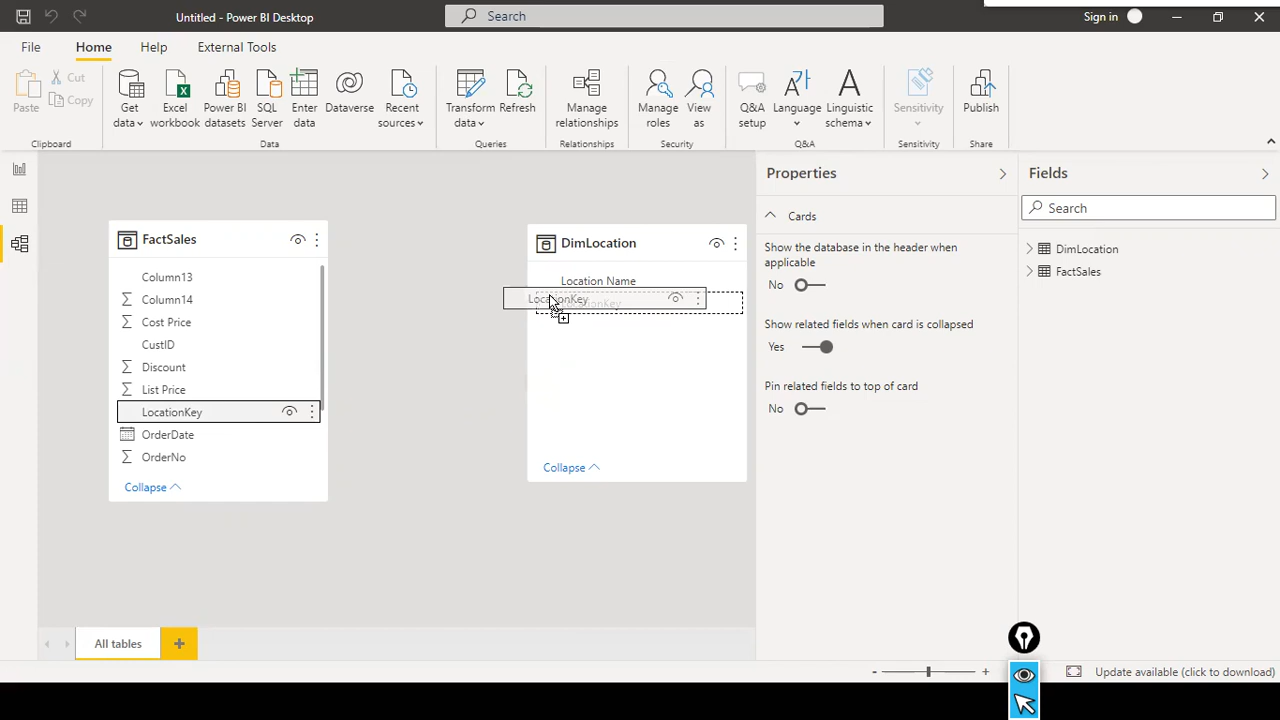 Untitled - Power BI Desktop
Search
Sign in
File
Home
Help
External Tools
Paste
Cut
Copy
Get data
Excel workbook
Power BI datasets
SQL Server
Enter data
Dataverse
Recent sources
Transform data
Refresh
Manage relationships
Manage roles
View as
Q&A setup
Language
Linguistic schema
Sensitivity
Publish
Clipboard
Data
Queries
Relationships
Security
Q&A
Sensitivity
Share
FactSales
Column13
Column14
Cost Price
CustID
Discount
List Price
LocationKey
OrderDate
OrderNo
Collapse
DimLocation
Location Name
LocationKey
LocationKey
Collapse
Properties
Cards
Show the database in the header when
applicable
No
Show related fields when card is collapsed
Yes
Pin related fields to top of card
No
Fields
Search
DimLocation
FactSales
All tables
Update available (click to download)